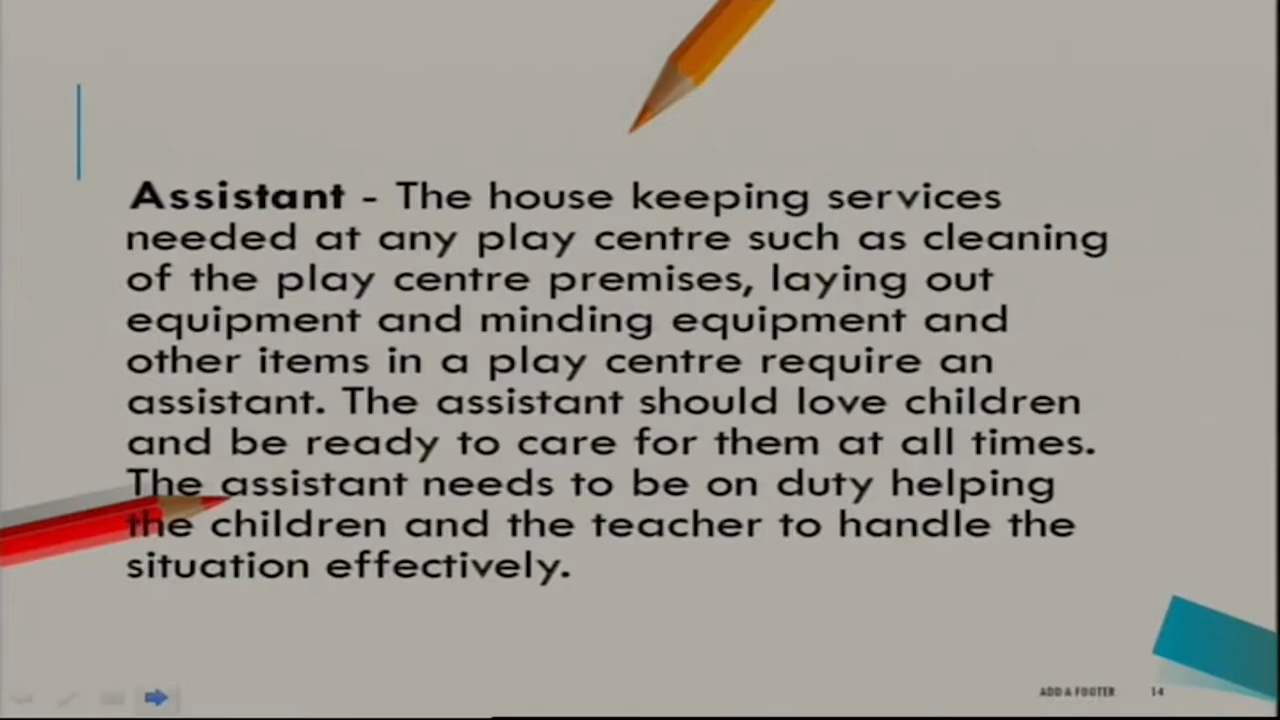 Assistant - The house keeping services
needed at any play centre such as cleaning
of the play centre premises, laying out
equipment and minding equipment and
other items in a play centre require an
assistant. The assistant should love children
and be ready to care for them at all times.
The assistant needs to be on duty helping
the children and the teacher to handle the
situation effectively.
ADD A FOOTER 14